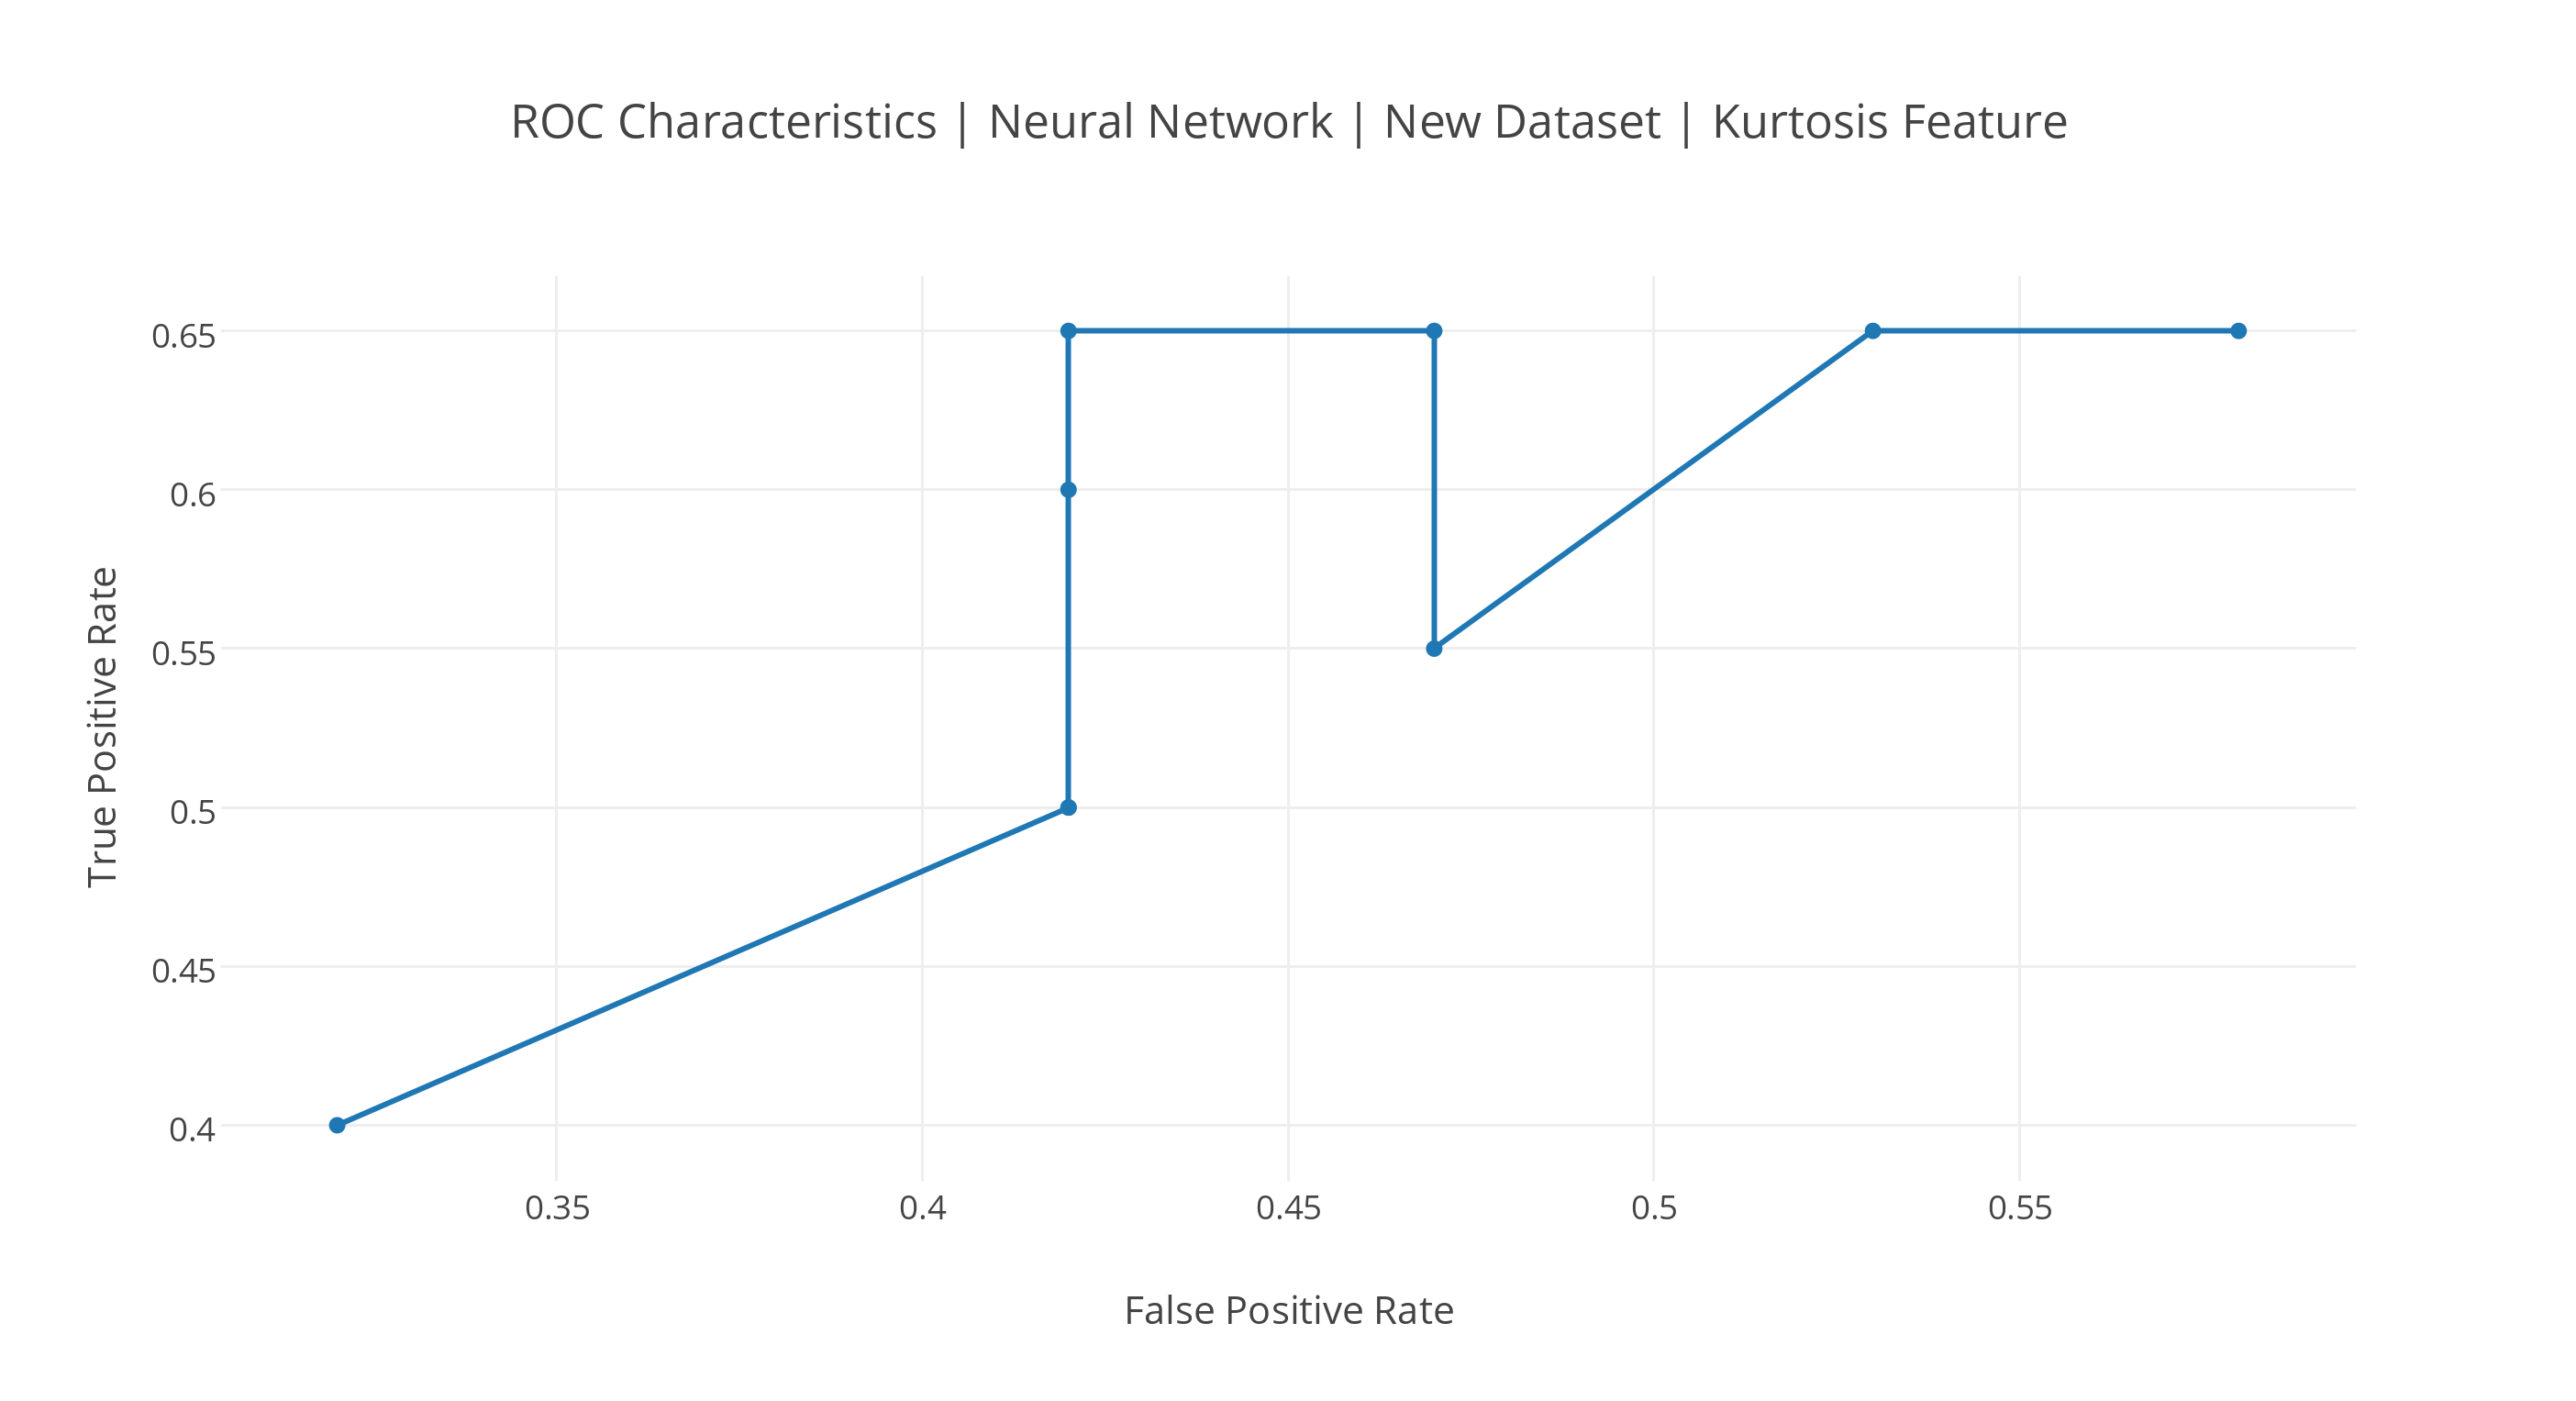 ROC Characteristics | Neural Network | New Dataset | Kurtosis Feature
True Positive Rate
0.65
0.6
0.55
0.5
0.45
0.4
0.35 0.4 0.45 0.5 0.55
False Positive Rate